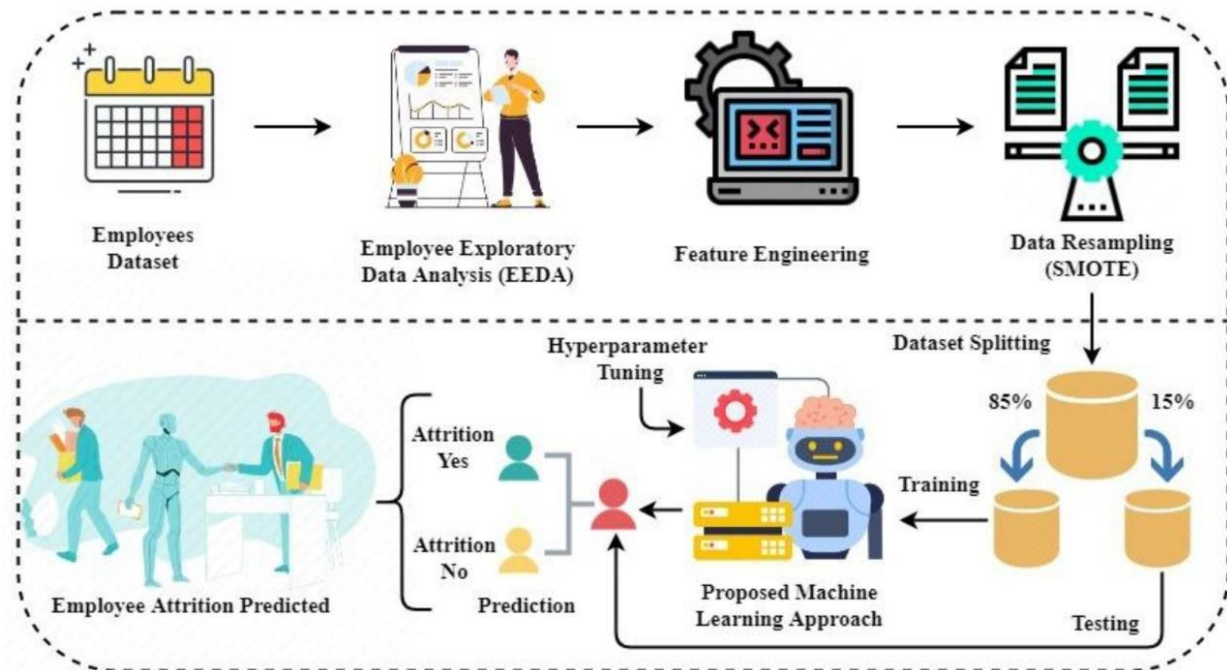 Employees
Dataset
Employee Exploratory
Data Analysis (EEDA)
Feature Engineering
Data Resampling
(SMOTE)
Dataset Splitting
85%
15%
Hyperparameter
Tuning
Training
Attrition
Yes
Attrition
No
Employee Attrition Predicted
Prediction
Proposed Machine
Learning Approach
Testing